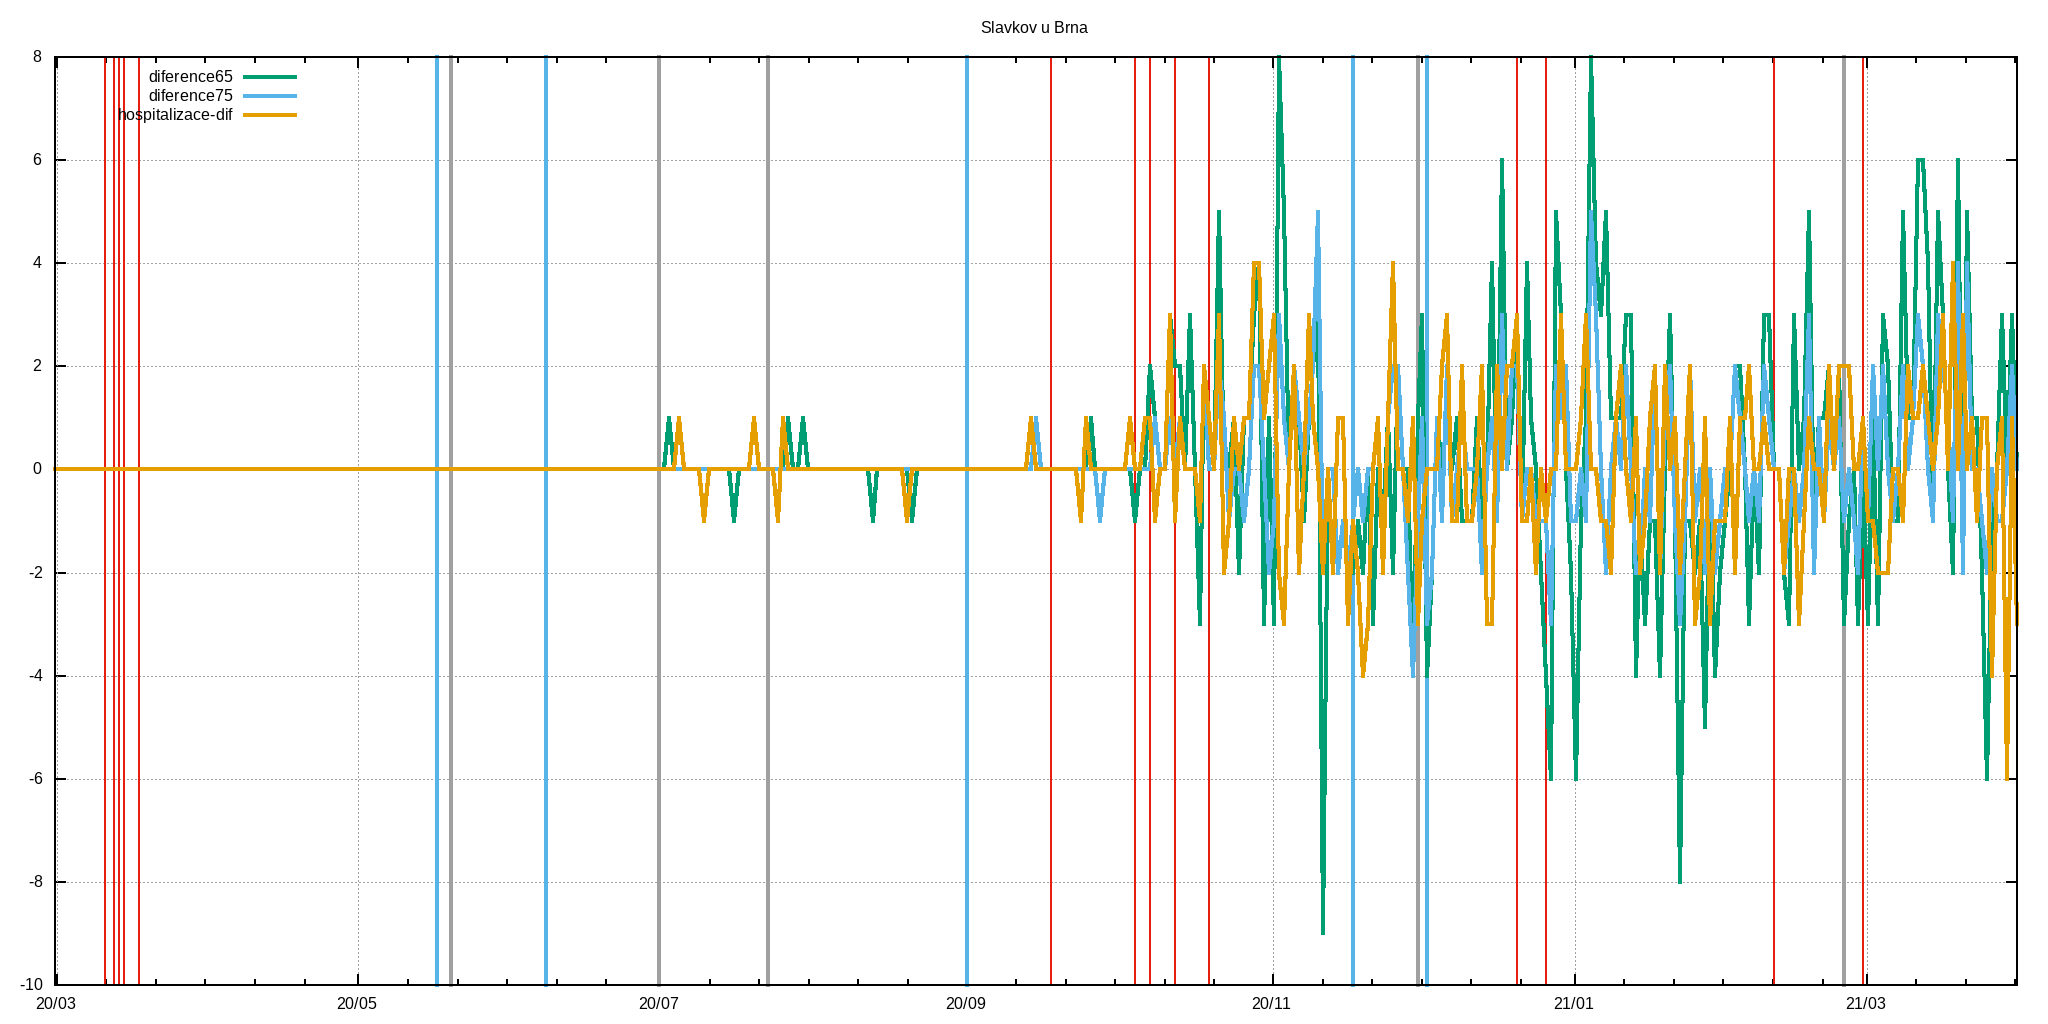 Slavkov u Brna
8
diference65
diference75
hospitalizace-dif
6
4
2
0
-2
-4
-6
-8
-10
20/03 20/05 20/07 20/09 20/11 21/01 21/03